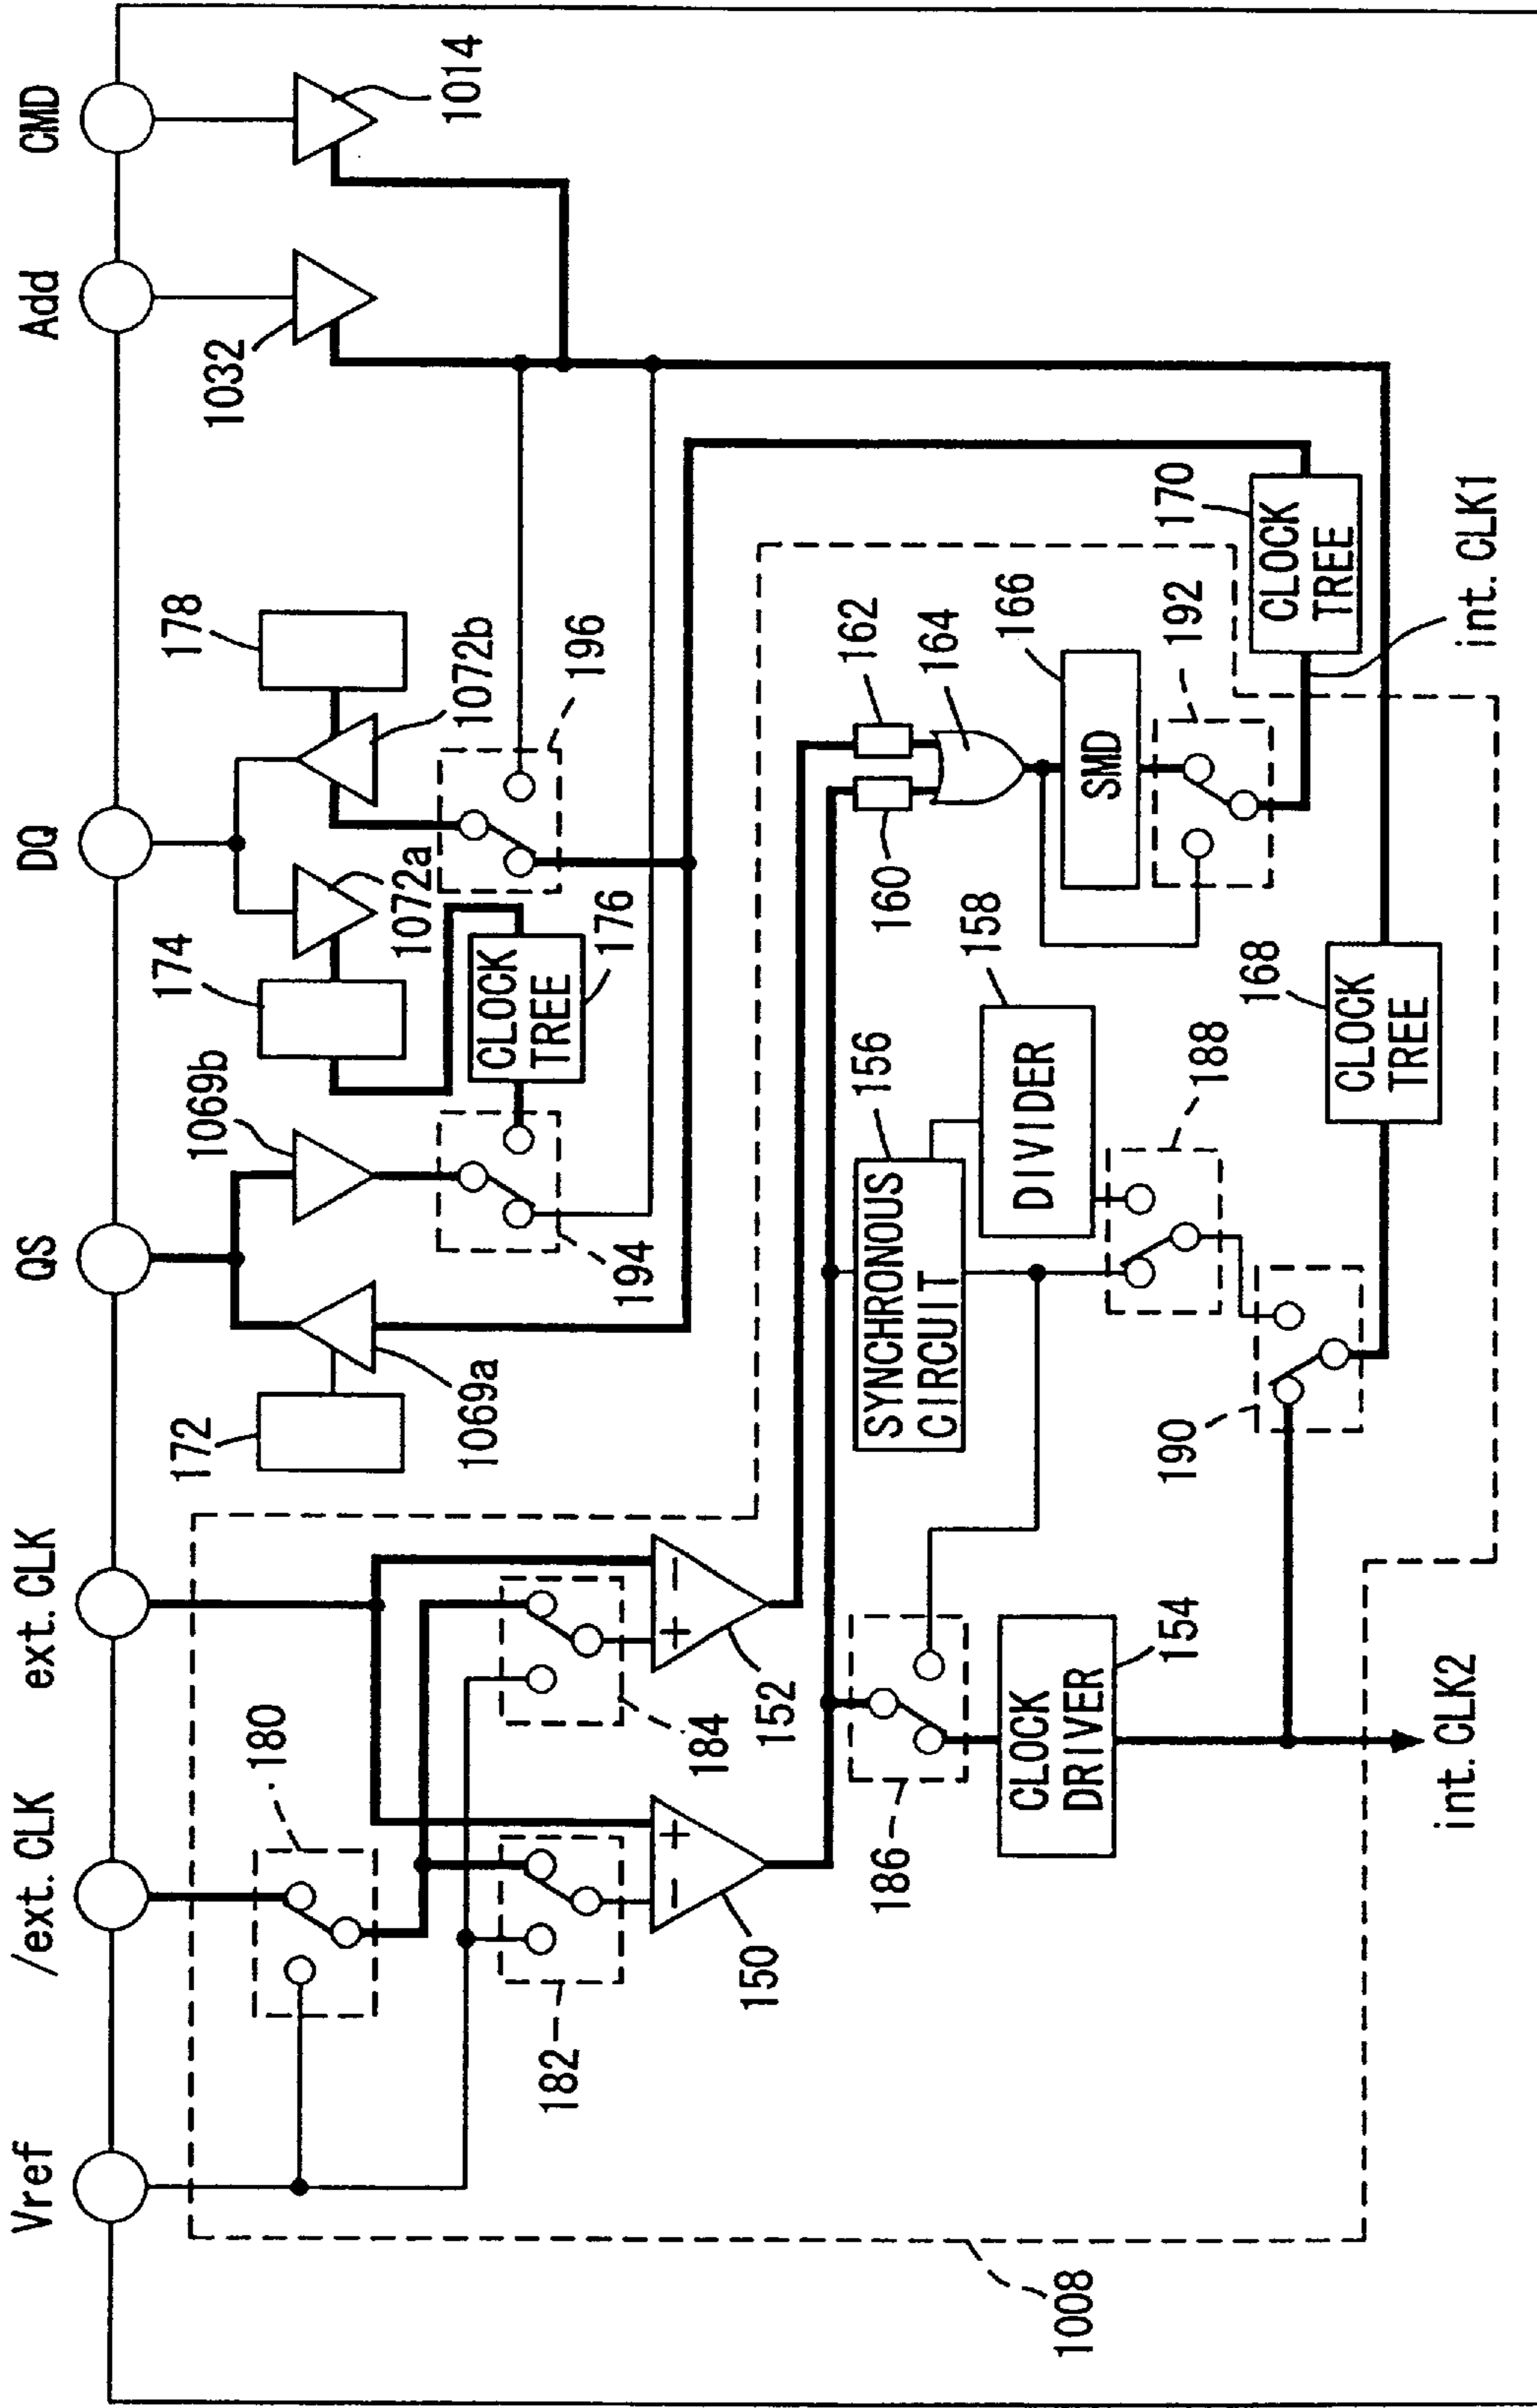 Vref
/ext.CLK
ext.CLK
QS
DQ
Add
CMD
180
172
1069a
1069b
174
1072a
1072b
178
1032
1014
182
184
194
176
CLOCK
TREE
196
150
152
186
CLOCK
DRIVER
154
SYNCHRONOUS
CIRCUIT
156
DIVIDER
158
188
190
160
162
164
SMD
166
192
CLOCK
TREE
168
CLOCK
TREE
170
int.CLK1
int.CLK2
1008
+
−
+
−